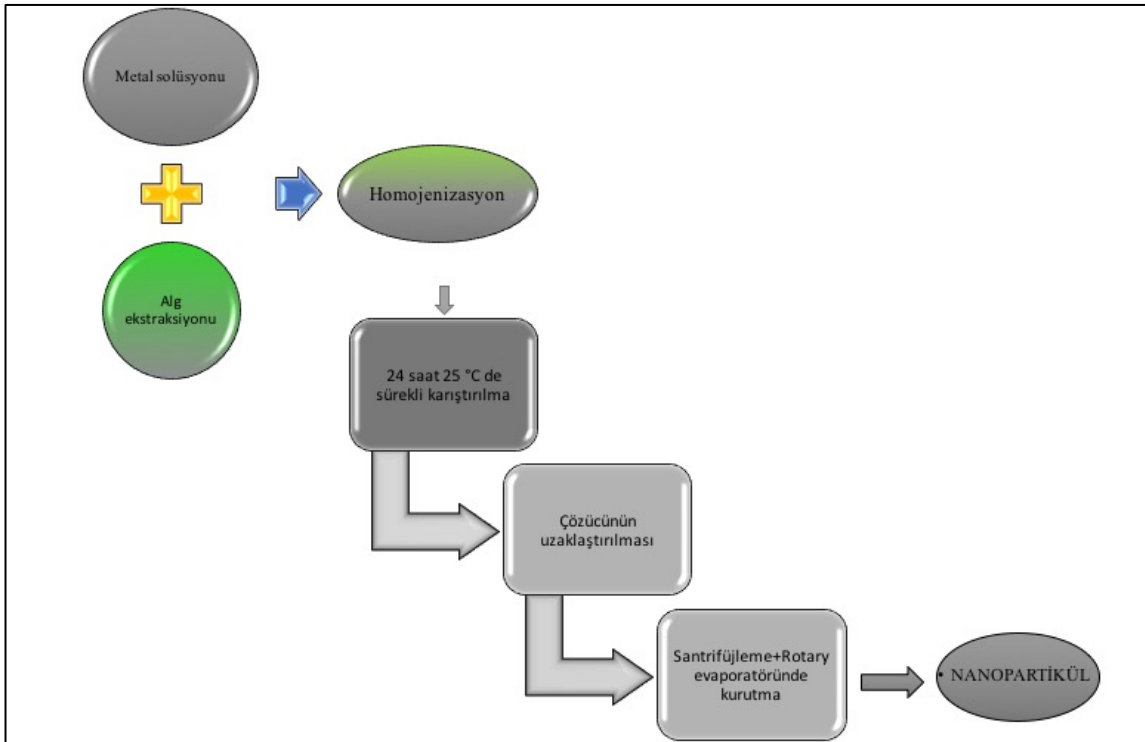 Metal solüsyonu
Homojenizasyon
Alg
ekstraksiyonu
24 saat 25 °C de
sürekli karıştırılma
Çözücünün
uzaklaştırılması
Santrifüjleme+Rotary
evaporatöründe
kurutma
• NANOPARTİKÜL